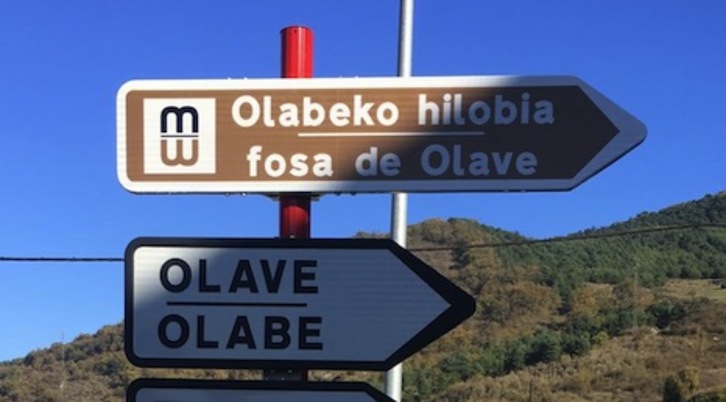 m
w
Olabeko hilobia
fosa de Olave
OLAVE
OLABE